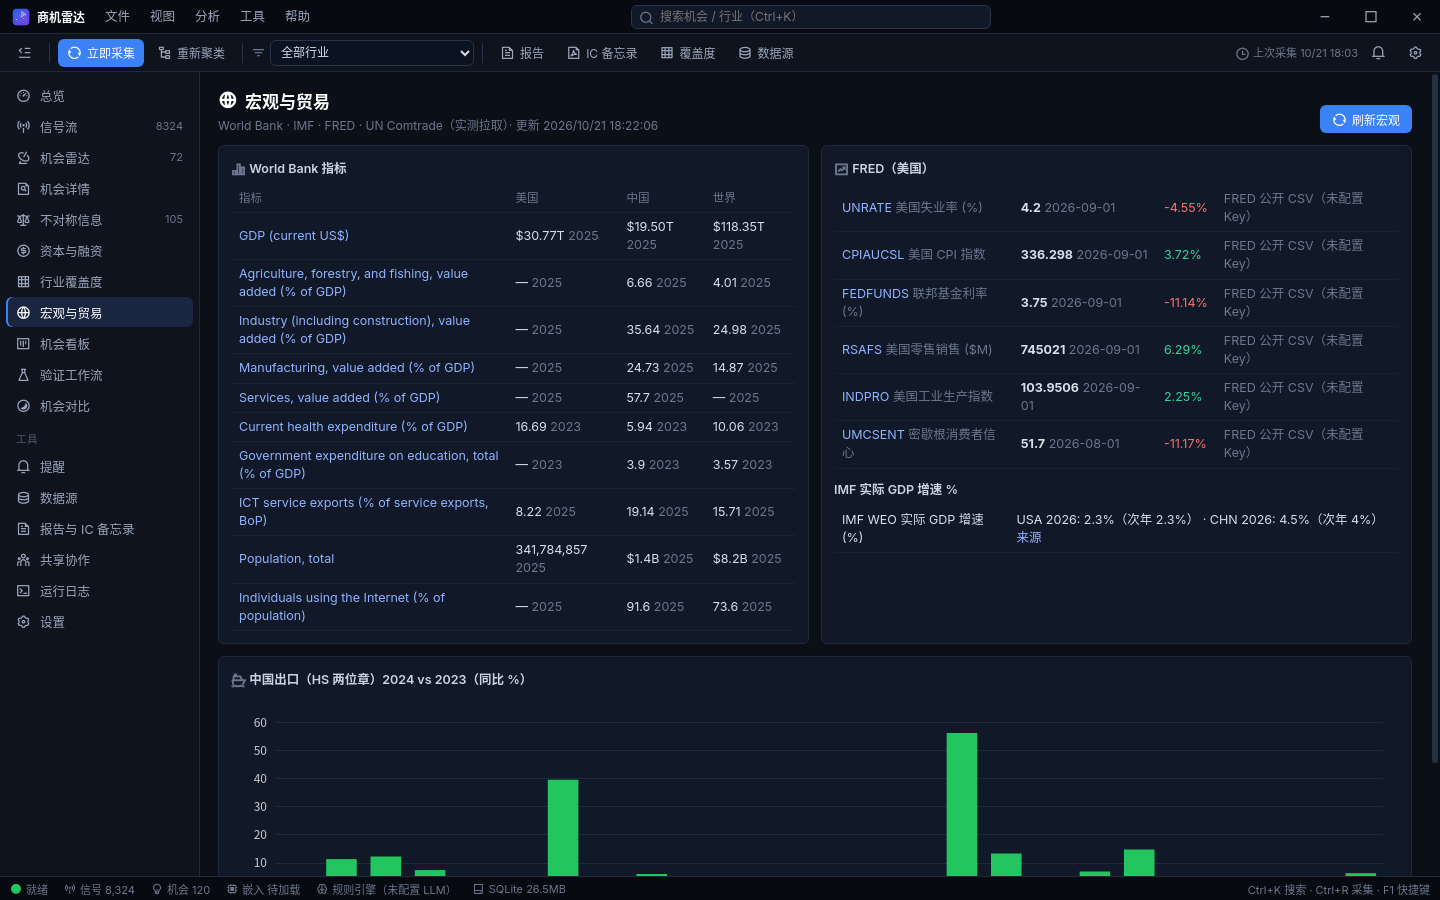 商机雷达 文件 视图 分析 工具 帮助 搜索机会 / 行业（Ctrl+K）
立即采集 重新聚类 全部行业 报告 IC 备忘录 覆盖度 数据源 上次采集 10/21 18:03
总览
信号流 8324
机会雷达 72
机会详情
不对称信息 105
资本与融资
行业覆盖度
宏观与贸易
机会看板
验证工作流
机会对比
工具
提醒
数据源
报告与 IC 备忘录
共享协作
运行日志
设置
宏观与贸易
World Bank · IMF · FRED · UN Comtrade（实测拉取）· 更新 2026/10/21 18:22:06
刷新宏观
World Bank 指标
指标 美国 中国 世界
GDP (current US$) $30.77T 2025 $19.50T 2025 $118.35T 2025
Agriculture, forestry, and fishing, value
added (% of GDP) — 2025 6.66 2025 4.01 2025
Industry (including construction), value
added (% of GDP) — 2025 35.64 2025 24.98 2025
Manufacturing, value added (% of GDP) — 2025 24.73 2025 14.87 2025
Services, value added (% of GDP) — 2025 57.7 2025 — 2025
Current health expenditure (% of GDP) 16.69 2023 5.94 2023 10.06 2023
Government expenditure on education, total
(% of GDP) — 2023 3.9 2023 3.57 2023
ICT service exports (% of service exports,
BoP) 8.22 2025 19.14 2025 15.71 2025
Population, total 341,784,857 2025 $1.4B 2025 $8.2B 2025
Individuals using the Internet (% of
population) — 2025 91.6 2025 73.6 2025
FRED（美国）
UNRATE 美国失业率 (%) 4.2 2026-09-01 -4.55% FRED 公开 CSV（未配置
Key）
CPIAUCSL 美国 CPI 指数 336.298 2026-09-01 3.72% FRED 公开 CSV（未配置
Key）
FEDFUNDS 联邦基金利率
(%) 3.75 2026-09-01 -11.14% FRED 公开 CSV（未配置
Key）
RSAFS 美国零售销售 ($M) 745021 2026-09-01 6.29% FRED 公开 CSV（未配置
Key）
INDPRO 美国工业生产指数 103.9506 2026-09-
01 2.25% FRED 公开 CSV（未配置
Key）
UMCSENT 密歇根消费者信
心 51.7 2026-08-01 -11.17% FRED 公开 CSV（未配置
Key）
IMF 实际 GDP 增速 %
IMF WEO 实际 GDP 增速
(%) USA 2026: 2.3%（次年 2.3%） · CHN 2026: 4.5%（次年 4%）
来源
中国出口（HS 两位章）2024 vs 2023（同比 %）
60
50
40
30
20
10
就绪 信号 8,324 机会 120 嵌入 待加载 规则引擎（未配置 LLM） SQLite 26.5MB Ctrl+K 搜索 · Ctrl+R 采集 · F1 快捷键